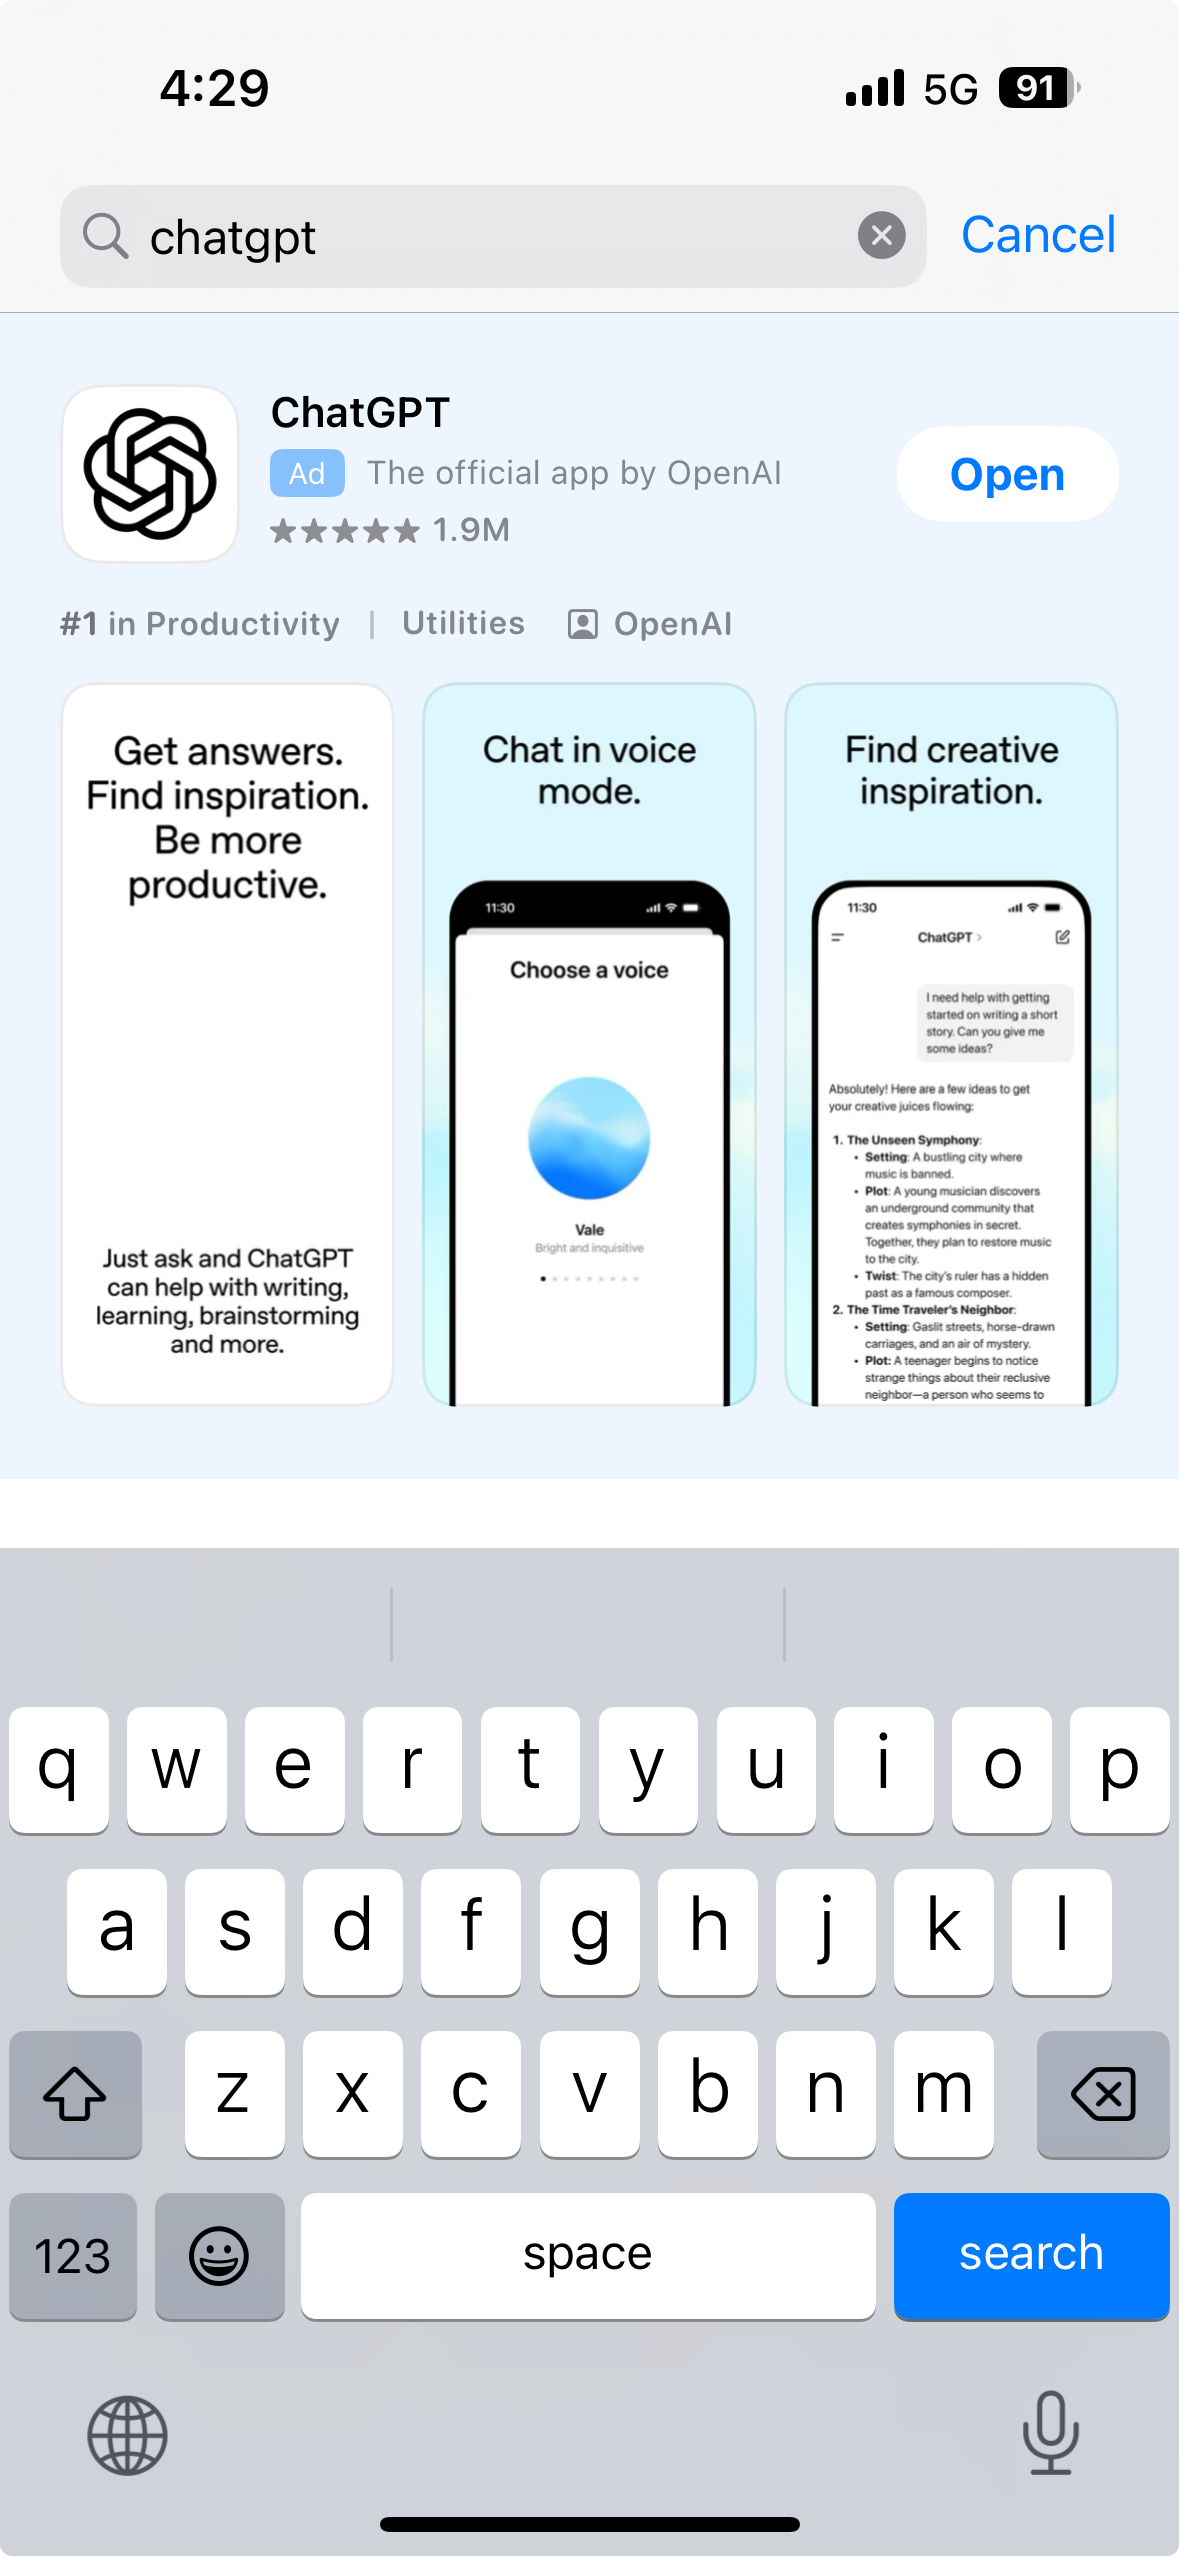 4:29
5G
91
chatgpt
Cancel
ChatGPT
Ad
The official app by OpenAI
Open
★★★★★ 1.9M
#1 in Productivity | Utilities OpenAI
Get answers.
Find inspiration.
Be more
productive.
Just ask and ChatGPT
can help with writing,
learning, brainstorming
and more.
Chat in voice
mode.
11:30
Choose a voice
Vale
Bright and inquisitive
Find creative
inspiration.
11:30
ChatGPT >
I need help with getting
started on writing a short
story. Can you give me
some ideas?
Absolutely! Here are a few ideas to get
your creative juices flowing:
1. The Unseen Symphony:
• Setting: A bustling city where
music is banned.
• Plot: A young musician discovers
an underground community that
creates symphonies in secret.
Together, they plan to restore music
to the city.
• Twist: The city's ruler has a hidden
past as a famous composer.
2. The Time Traveler's Neighbor:
• Setting: Gaslit streets, horse-drawn
carriages, and an air of mystery.
• Plot: A teenager begins to notice
strange things about their reclusive
neighbor—a person who seems to
q w e r t y u i o p
a s d f g h j k l
z x c v b n m
123
space
search